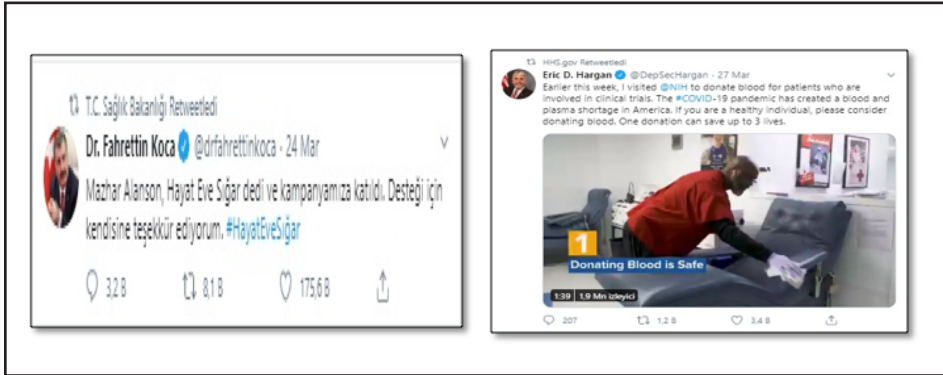 T.C. Sağlık Bakanlığı Retweetledi
Dr. Fahrettin Koca @drfahrettinkoca · 24 Mar
Mazhar Alanson, Hayat Eve Sığar dedi ve kampanyamıza katıldı. Desteği için
kendisine teşekkür ediyorum. #HayatEveSığar
3,2 B 8,1 B 175,6 B
HHS.gov Retweetledi
Eric D. Hargan @DepSecHargan · 27 Mar
Earlier this week, I visited @NIH to donate blood for patients who are
involved in clinical trials. The #COVID-19 pandemic has created a blood and
plasma shortage in America. If you are a healthy individual, please consider
donating blood. One donation can save up to 3 lives.
1
Donating Blood is Safe
1:39 1,9 Mn izleyici
207 1,2 B 3,4 B